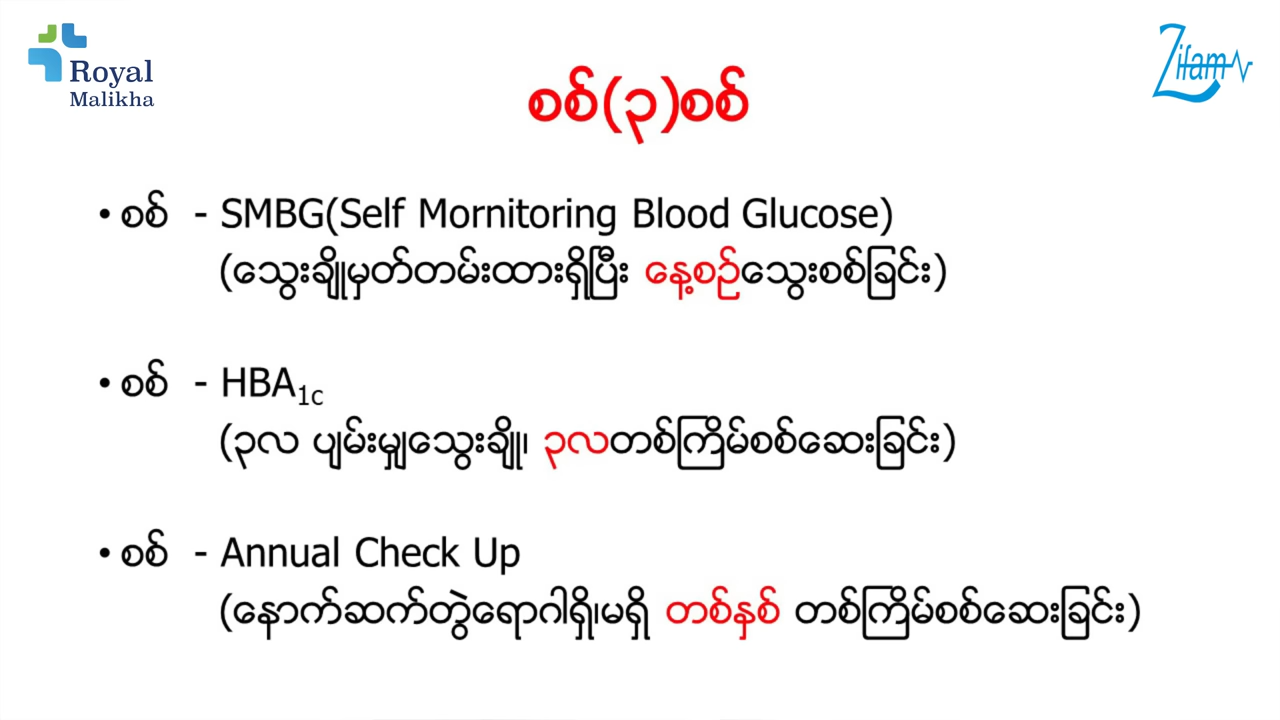 Royal
Malikha
Zifam
စစ်(၃)စစ်
• စစ် - SMBG(Self Mornitoring Blood Glucose)
(သွေးချိုမှတ်တမ်းထားရှိပြီး နေ့စဉ်သွေးစစ်ခြင်း)
• စစ် - HBA1c
(၃လ ပျမ်းမျှသွေးချို၊ ၃လတစ်ကြိမ်စစ်ဆေးခြင်း)
• စစ် - Annual Check Up
(နောက်ဆက်တွဲရောဂါရှိ၊မရှိ တစ်နှစ် တစ်ကြိမ်စစ်ဆေးခြင်း)